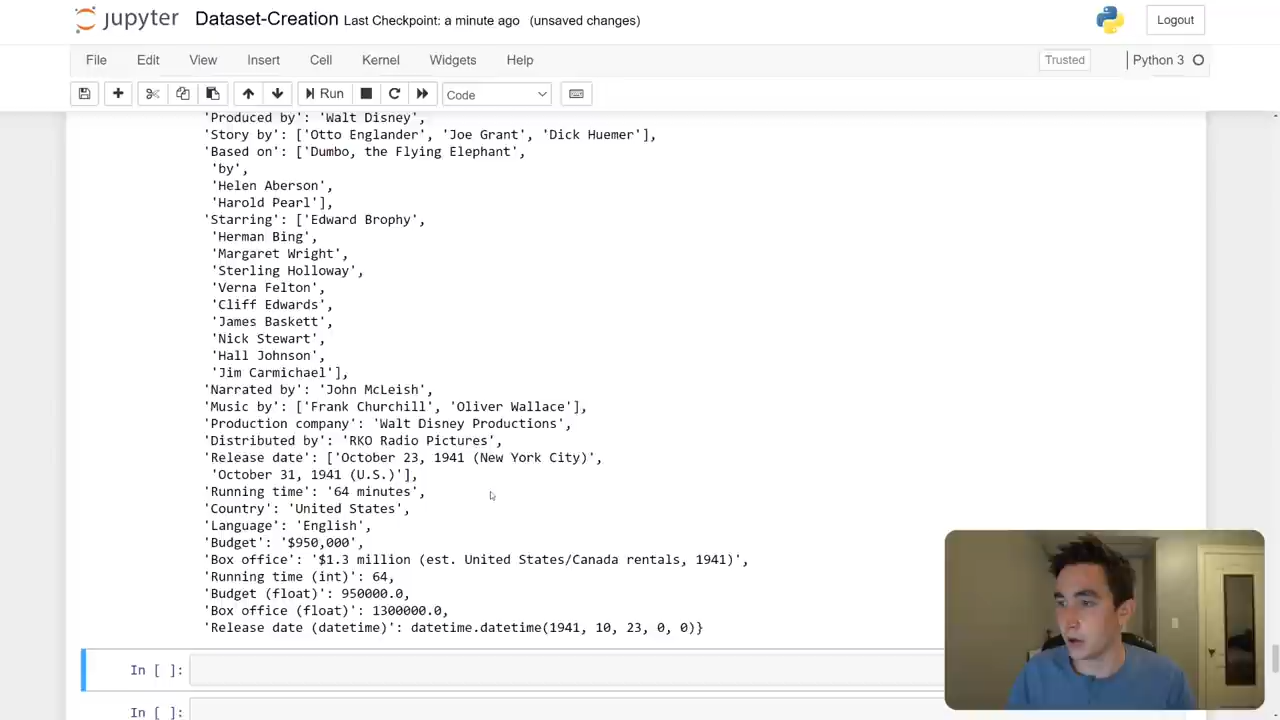 jupyter Dataset-Creation Last Checkpoint: a minute ago (unsaved changes) Logout
File Edit View Insert Cell Kernel Widgets Help Trusted Python 3
Run Code
'Produced by': 'Walt Disney',
'Story by': ['Otto Englander', 'Joe Grant', 'Dick Huemer'],
'Based on': ['Dumbo, the Flying Elephant',
'by',
'Helen Aberson',
'Harold Pearl'],
'Starring': ['Edward Brophy',
'Herman Bing',
'Margaret Wright',
'Sterling Holloway',
'Verna Felton',
'Cliff Edwards',
'James Baskett',
'Nick Stewart',
'Hall Johnson',
'Jim Carmichael'],
'Narrated by': 'John McLeish',
'Music by': ['Frank Churchill', 'Oliver Wallace'],
'Production company': 'Walt Disney Productions',
'Distributed by': 'RKO Radio Pictures',
'Release date': ['October 23, 1941 (New York City)',
'October 31, 1941 (U.S.)'],
'Running time': '64 minutes',
'Country': 'United States',
'Language': 'English',
'Budget': '$950,000',
'Box office': '$1.3 million (est. United States/Canada rentals, 1941)',
'Running time (int)': 64,
'Budget (float)': 950000.0,
'Box office (float)': 1300000.0,
'Release date (datetime)': datetime.datetime(1941, 10, 23, 0, 0)}
In [ ]:
In [ ]: